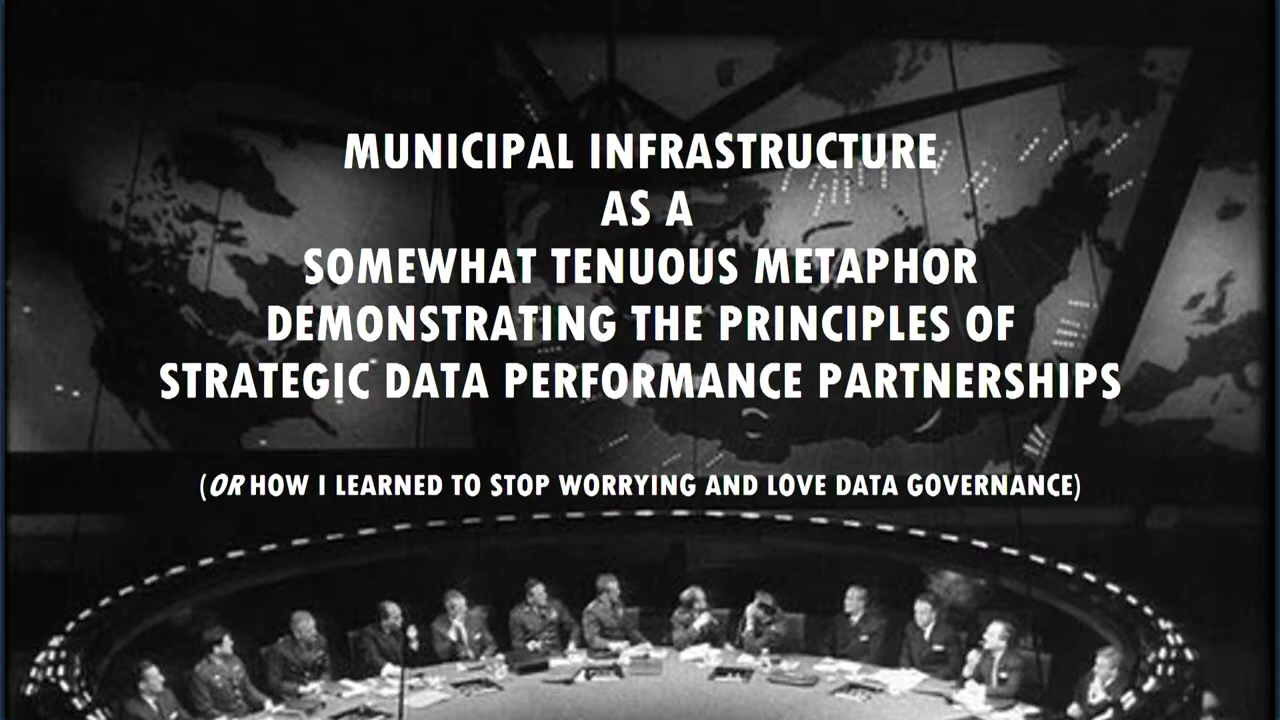 MUNICIPAL INFRASTRUCTURE
AS A
SOMEWHAT TENUOUS METAPHOR
DEMONSTRATING THE PRINCIPLES OF
STRATEGIC DATA PERFORMANCE PARTNERSHIPS
(OR HOW I LEARNED TO STOP WORRYING AND LOVE DATA GOVERNANCE)